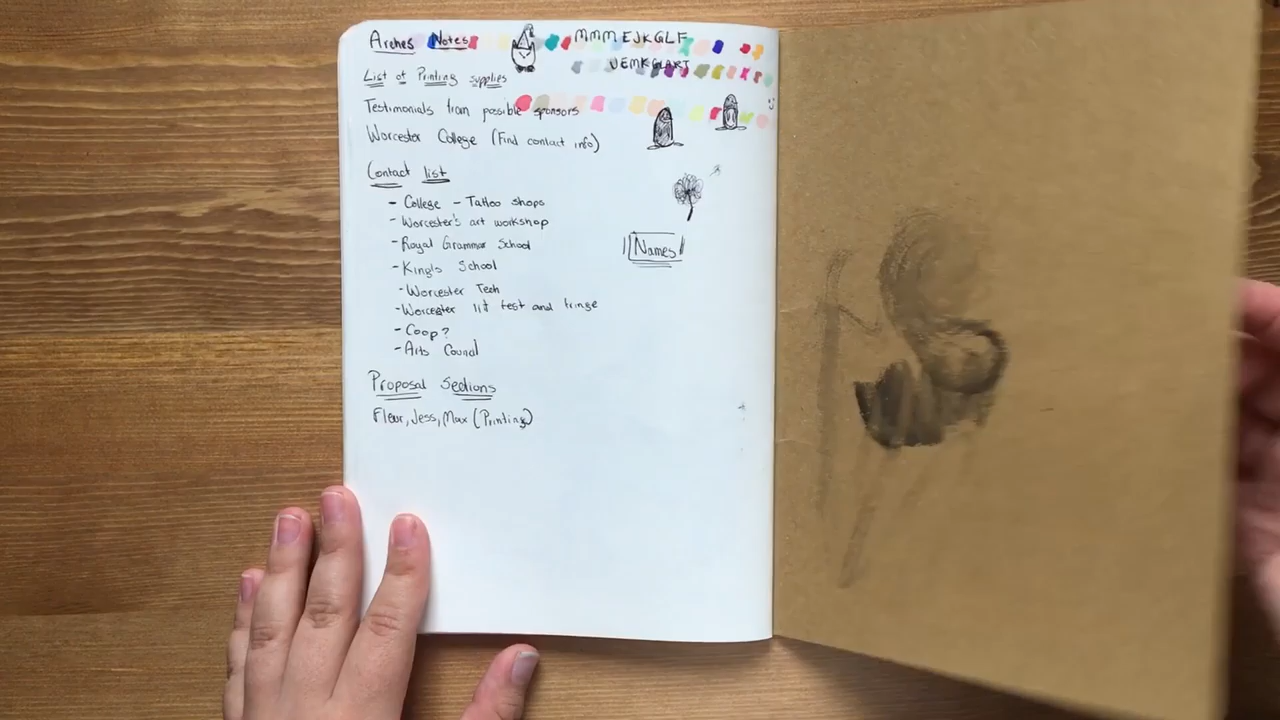 Arches Notes
MMMEJKGLF
JEMKGLART
List of Printing supplies
Testimonials from possible sponsors
Worcester College (Find contact info)
Contact list
- College - Tattoo shops
- Worcester's art workshop
- Royal Grammar School
- King's School
- Worcester Tech
- Worcester lit fest and fringe
- Coop?
- Arts Council
Names
Proposal Sections
Fleur, Jess, Max (Printing)